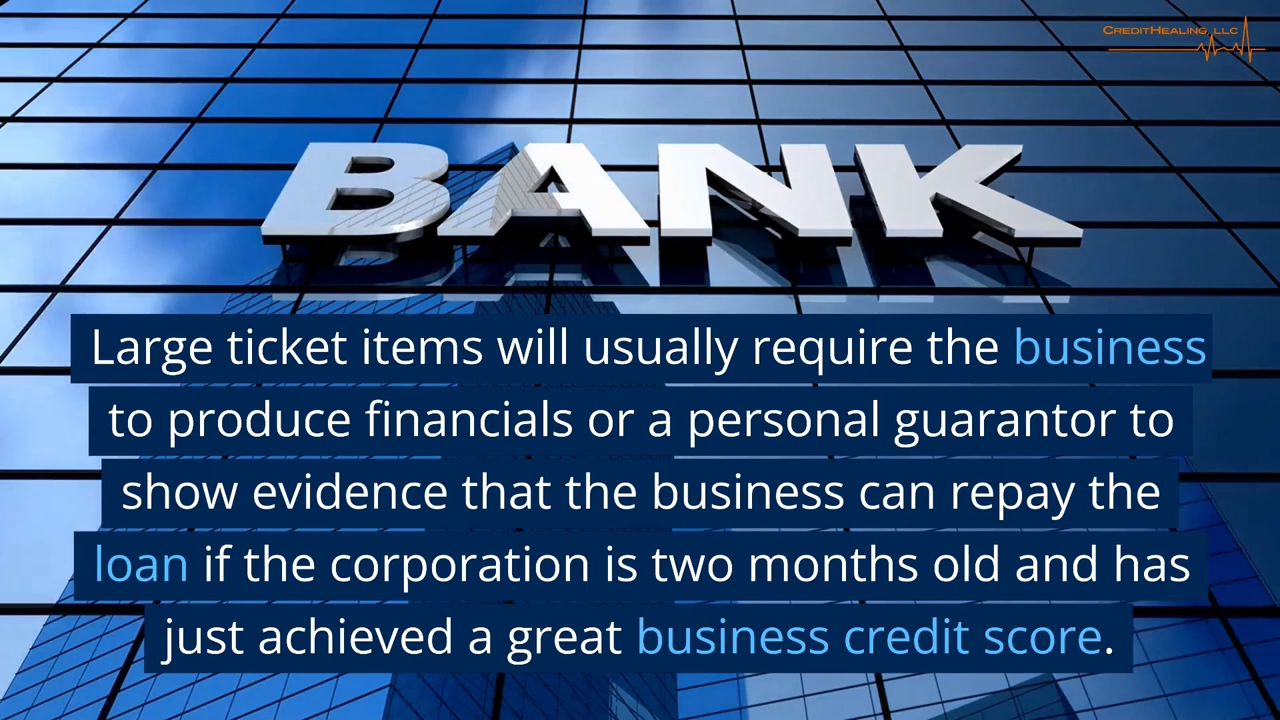 CREDITHEALING, LLC
BANK
Large ticket items will usually require the business
to produce financials or a personal guarantor to
show evidence that the business can repay the
loan if the corporation is two months old and has
just achieved a great business credit score.